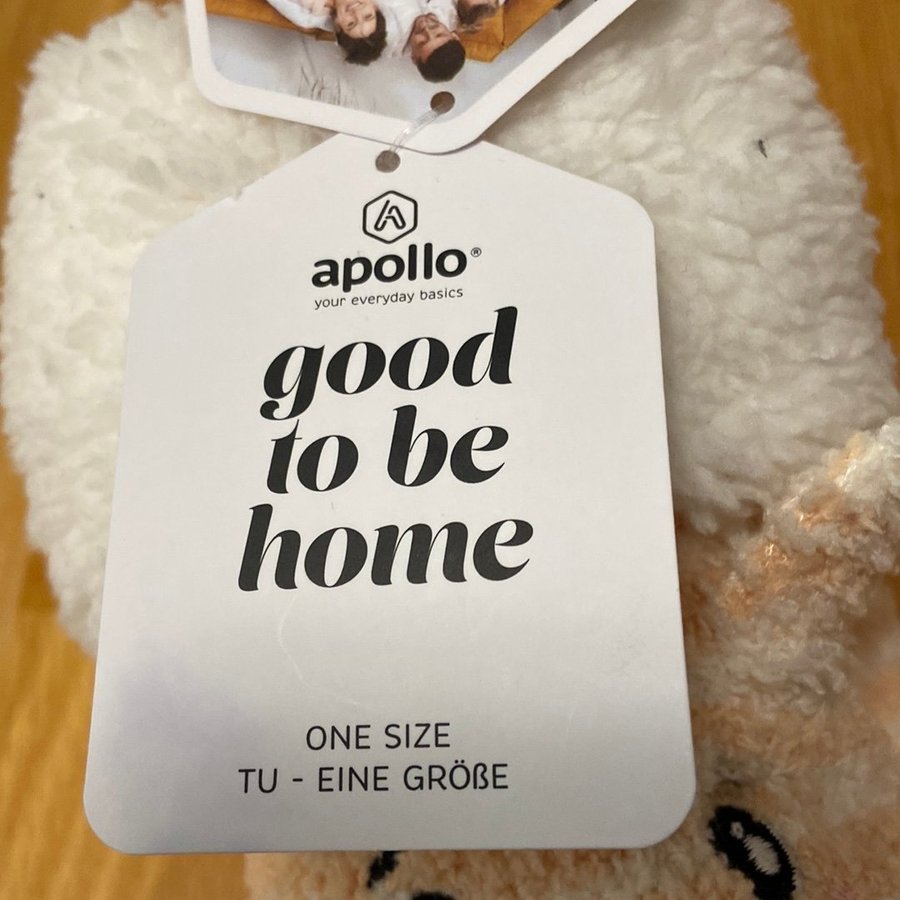 apollo®
your everyday basics
good
to be
home
ONE SIZE
TU - EINE GRÖßE